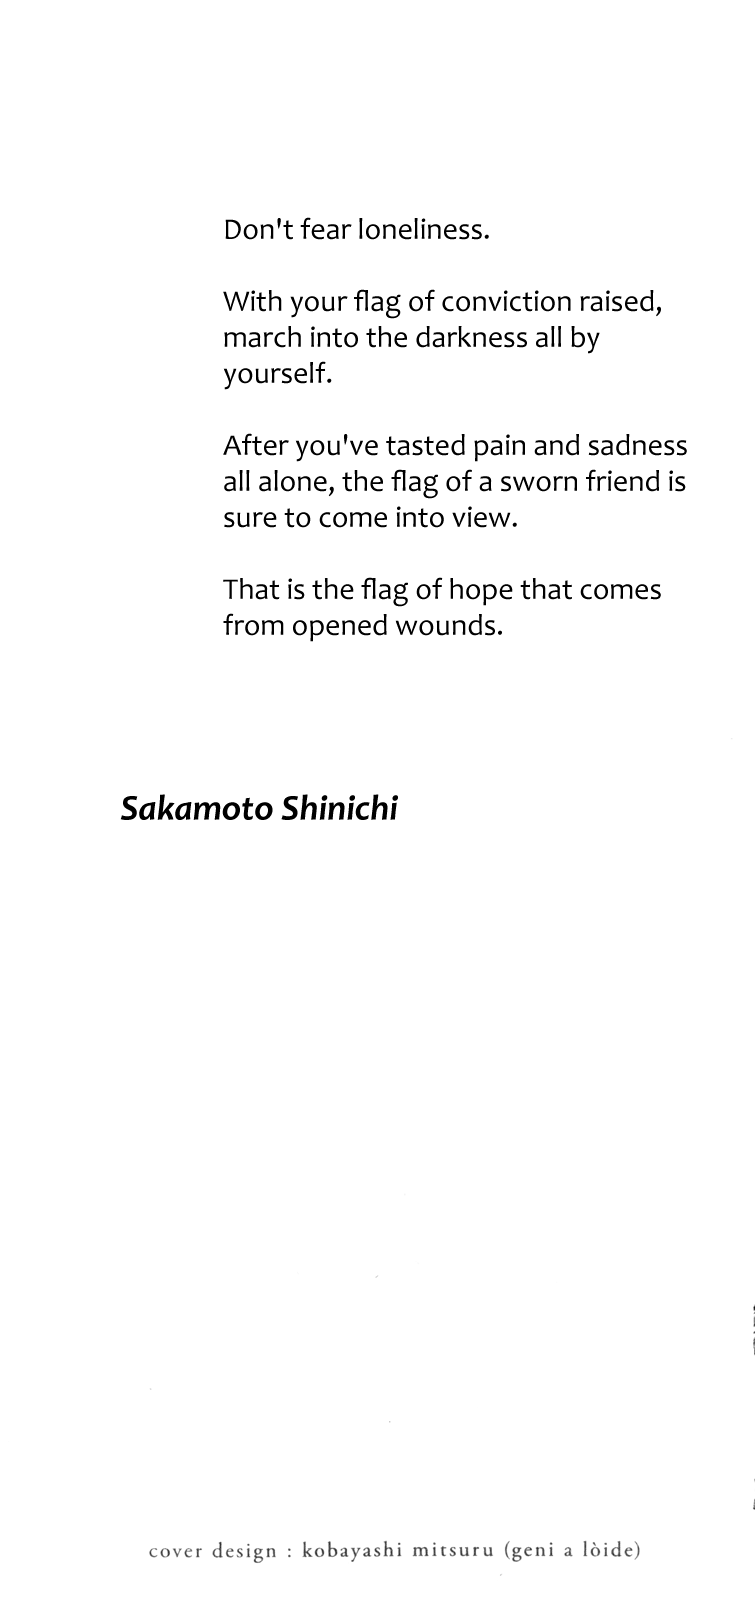 Don't fear loneliness.
With your flag of conviction raised,
march into the darkness all by
yourself.
After you've tasted pain and sadness
all alone, the flag of a sworn friend is
sure to come into view.
That is the flag of hope that comes
from opened wounds.
Sakamoto Shinichi
cover design : kobayashi mitsuru (geni a lòide)